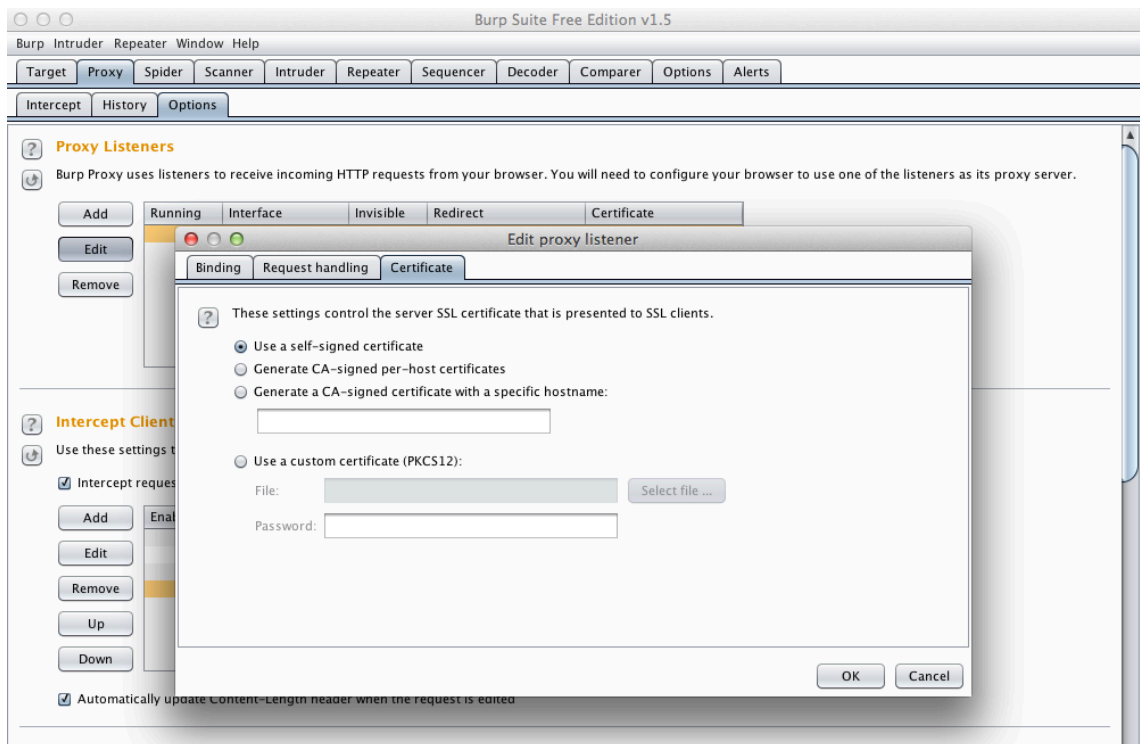 Burp Suite Free Edition v1.5
Burp Intruder Repeater Window Help
Target Proxy Spider Scanner Intruder Repeater Sequencer Decoder Comparer Options Alerts
Intercept History Options
? Proxy Listeners
Burp Proxy uses listeners to receive incoming HTTP requests from your browser. You will need to configure your browser to use one of the listeners as its proxy server.
Add Running Interface Invisible Redirect Certificate
Edit proxy listener
Edit
Binding Request handling Certificate
Remove
? These settings control the server SSL certificate that is presented to SSL clients.
Use a self-signed certificate
Generate CA-signed per-host certificates
Generate a CA-signed certificate with a specific hostname:
? Intercept Client
Use these settings t
Use a custom certificate (PKCS12):
Intercept reques
File: Select file ...
Add Enab
Password:
Edit
Remove
Up
Down
OK Cancel
Automatically update Content-Length header when the request is edited